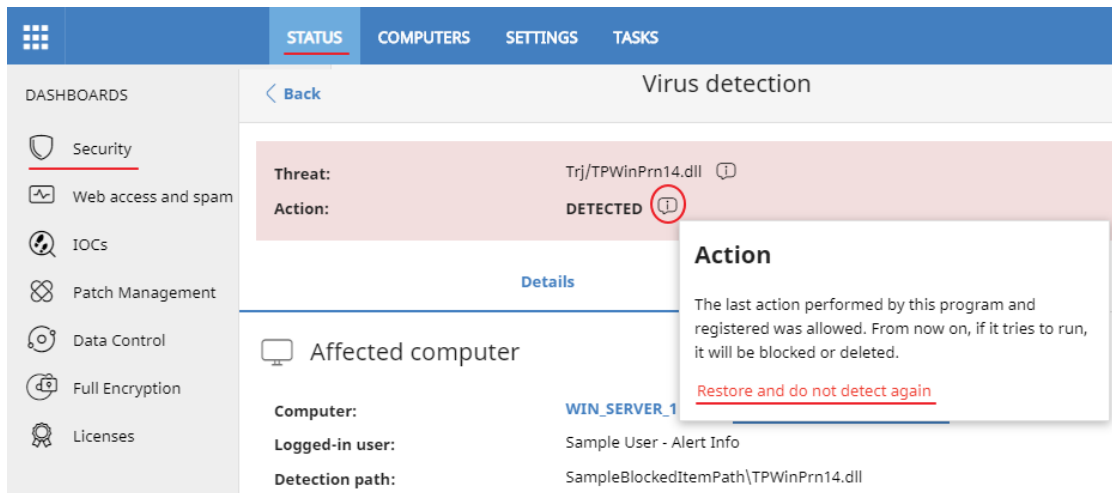 STATUS COMPUTERS SETTINGS TASKS
DASHBOARDS
Security
Web access and spam
IOCs
Patch Management
Data Control
Full Encryption
Licenses
Back
Virus detection
Threat: Trj/TPWinPrn14.dll
Action: DETECTED
Details
Affected computer
Computer: WIN_SERVER_1
Logged-in user: Sample User - Alert Info
Detection path: SampleBlockedItemPath\TPWinPrn14.dll
Action
The last action performed by this program and
registered was allowed. From now on, if it tries to run,
it will be blocked or deleted.
Restore and do not detect again